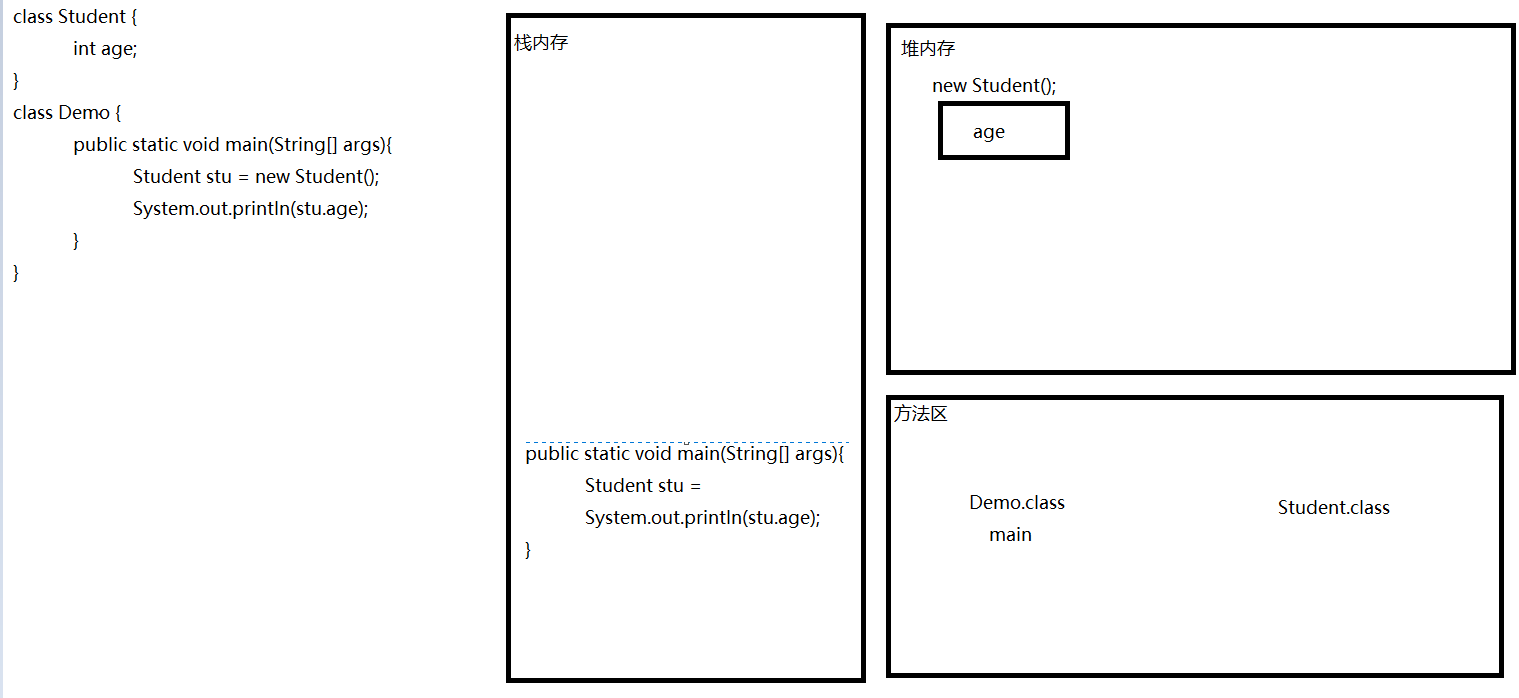 class Student {
int age;
}
class Demo {
public static void main(String[] args){
Student stu = new Student();
System.out.println(stu.age);
}
}
栈内存
public static void main(String[] args){
Student stu =
System.out.println(stu.age);
}
堆内存
new Student();
age
方法区
Demo.class
main
Student.class